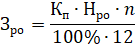 З_ро = (К_п · Н_ро · n) / (100% · 12)